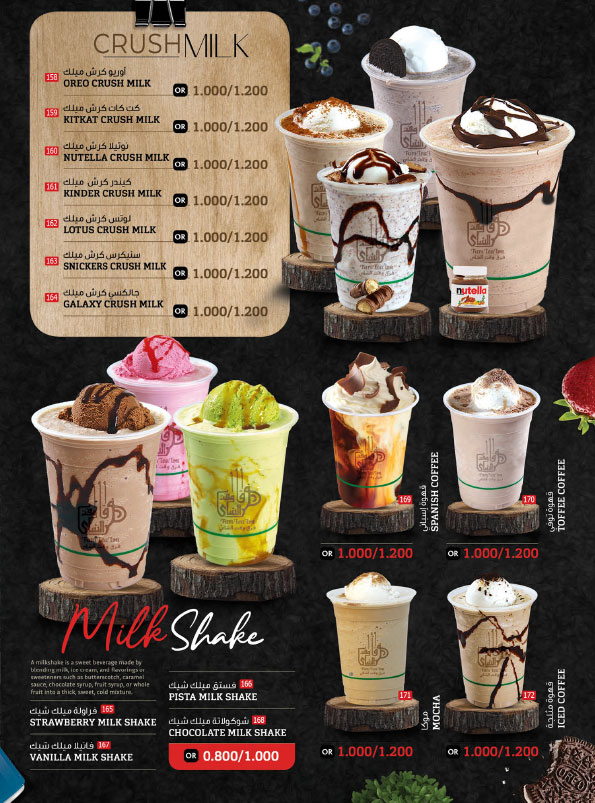 CRUSHMILK
158 أوريو كرش ميلك
OREO CRUSH MILK
OR 1.000/1.200
159 كت كات كرش ميلك
KITKAT CRUSH MILK
OR 1.000/1.200
160 نوتيلا كرش ميلك
NUTELLA CRUSH MILK
OR 1.000/1.200
161 كيندر كرش ميلك
KINDER CRUSH MILK
OR 1.000/1.200
162 لوتس كرش ميلك
LOTUS CRUSH MILK
OR 1.000/1.200
163 سنيكرس كرش ميلك
SNICKERS CRUSH MILK
OR 1.000/1.200
164 جالكسي كرش ميلك
GALAXY CRUSH MILK
OR 1.000/1.200
nutella
169
قهوة إسباني
SPANISH COFFEE
OR 1.000/1.200
170
قهوة توفي
TOFFEE COFFEE
OR 1.000/1.200
Milk Shake
A milkshake is a sweet beverage made by
blending milk, ice cream, and flavorings or
sweeteners such as butterscotch, caramel
sauce, chocolate syrup, fruit syrup, or whole
fruit into a thick, sweet, cold mixture.
165 فراولة ميلك شيك
STRAWBERRY MILK SHAKE
167 فانيلا ميلك شيك
VANILLA MILK SHAKE
166 فستق ميلك شيك
PISTA MILK SHAKE
168 شوكولاتة ميلك شيك
CHOCOLATE MILK SHAKE
OR 0.800/1.000
171
موكا
MOCHA
OR 1.000/1.200
172
قهوة مثلجة
ICED COFFEE
OR 1.000/1.200
OREO